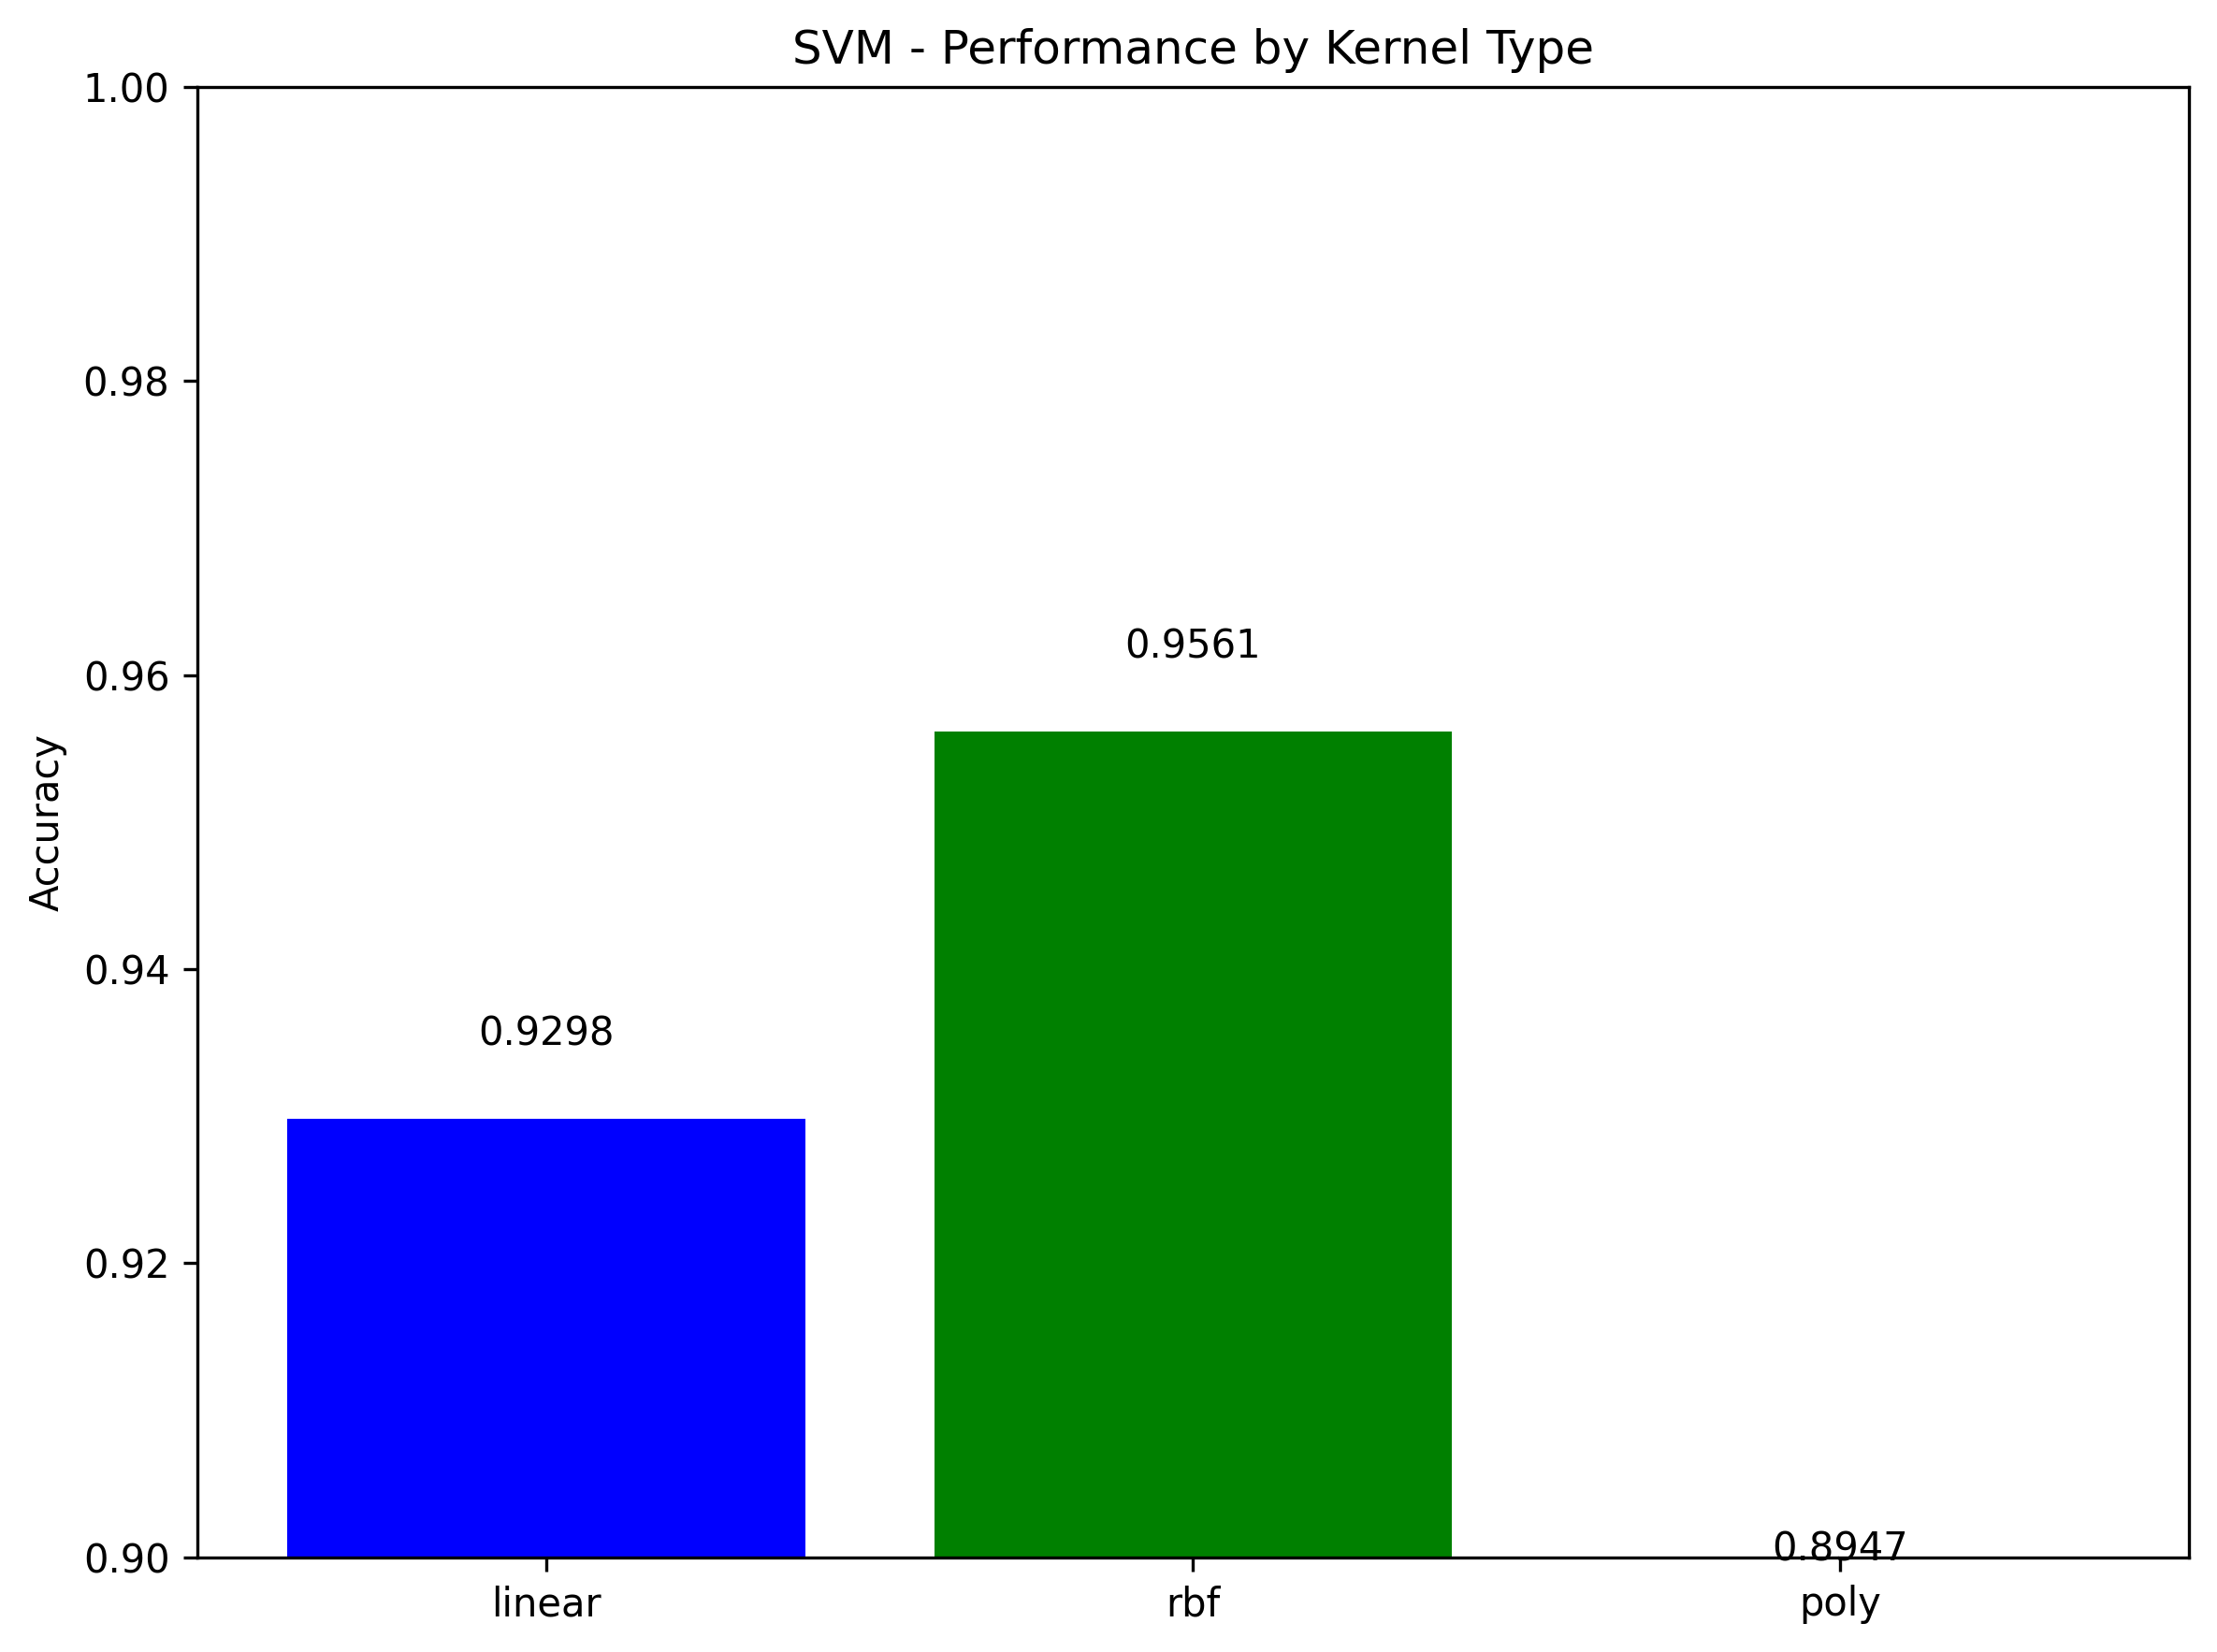 SVM - Performance by Kernel Type
1.00
0.98
0.96
0.94
0.92
0.90
Accuracy
0.9298
0.9561
0.8947
linear
rbf
poly